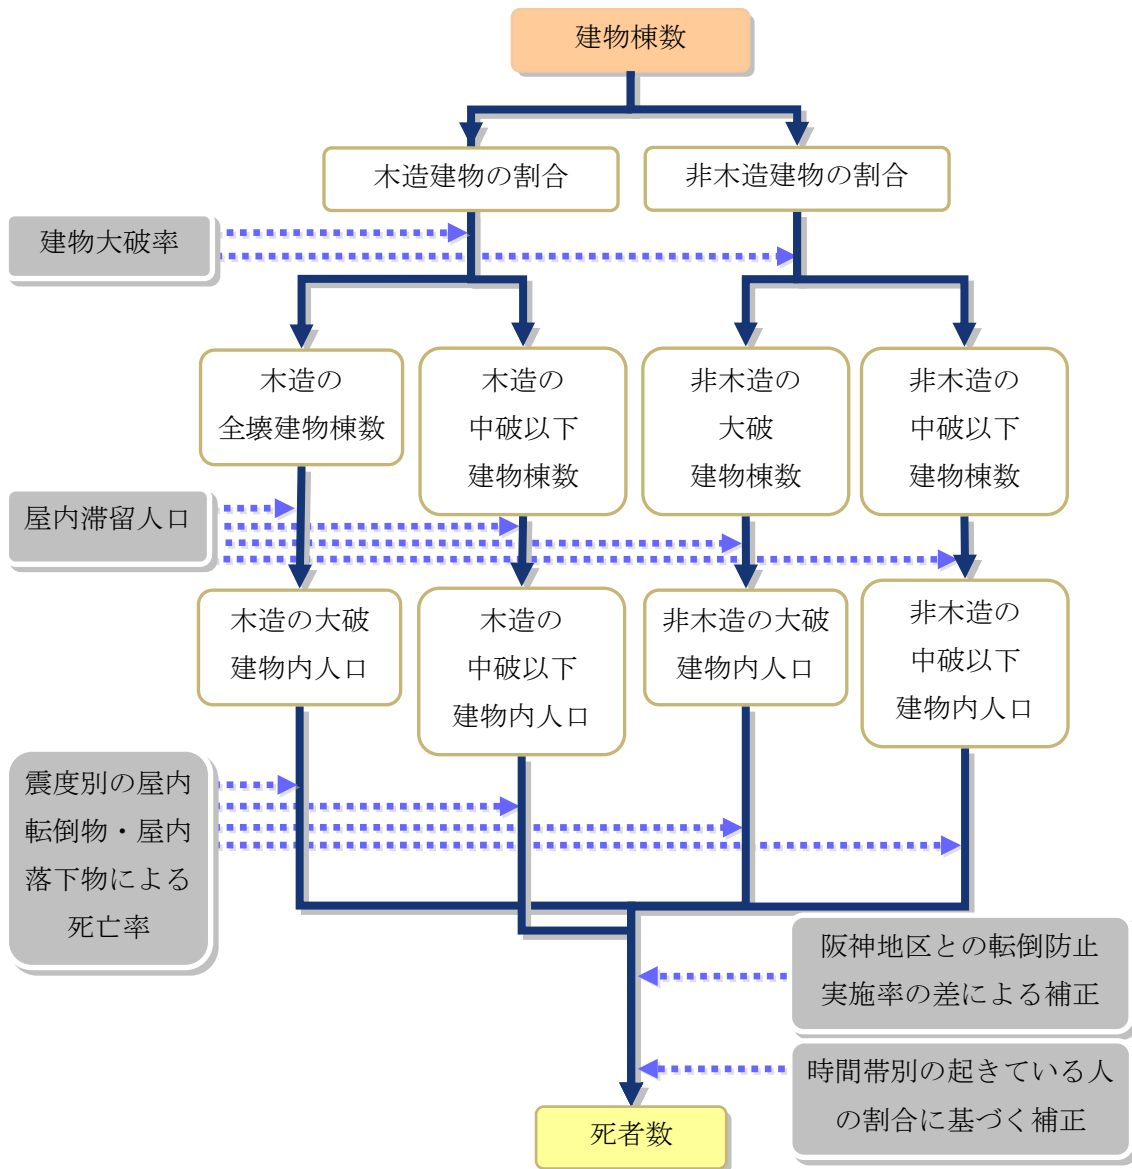 建物棟数
木造建物の割合
非木造建物の割合
建物大破率
木造の
全壊建物棟数
木造の
中破以下
建物棟数
非木造の
大破
建物棟数
非木造の
中破以下
建物棟数
屋内滞留人口
木造の大破
建物内人口
木造の
中破以下
建物内人口
非木造の大破
建物内人口
非木造の
中破以下
建物内人口
震度別の屋内
転倒物・屋内
落下物による
死亡率
阪神地区との転倒防止
実施率の差による補正
時間帯別の起きている人
の割合に基づく補正
死者数